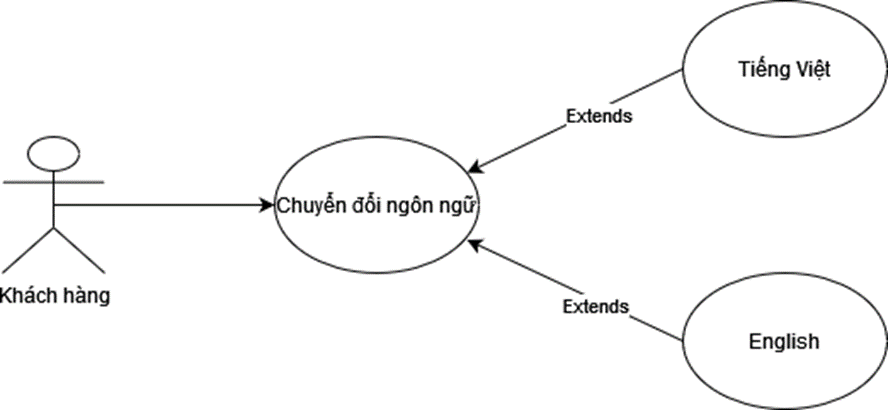 Tiếng Việt
Extends
Chuyển đổi ngôn ngữ
Khách hàng
Extends
English